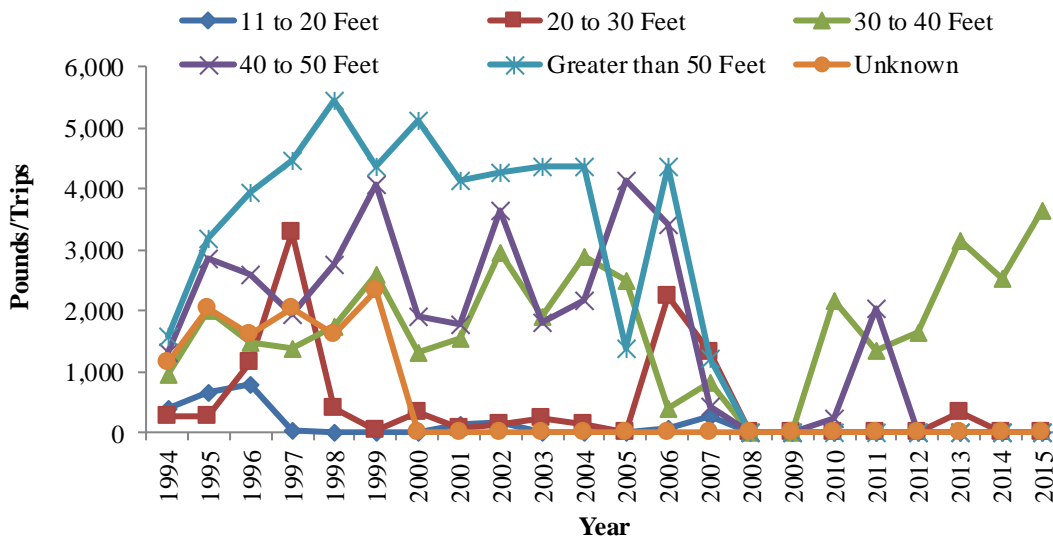 11 to 20 Feet 20 to 30 Feet 30 to 40 Feet
40 to 50 Feet Greater than 50 Feet Unknown
6,000
5,000
4,000
3,000
2,000
1,000
0
Pounds/Trips
1994 1995 1996 1997 1998 1999 2000 2001 2002 2003 2004 2005 2006 2007 2008 2009 2010 2011 2012 2013 2014 2015
Year